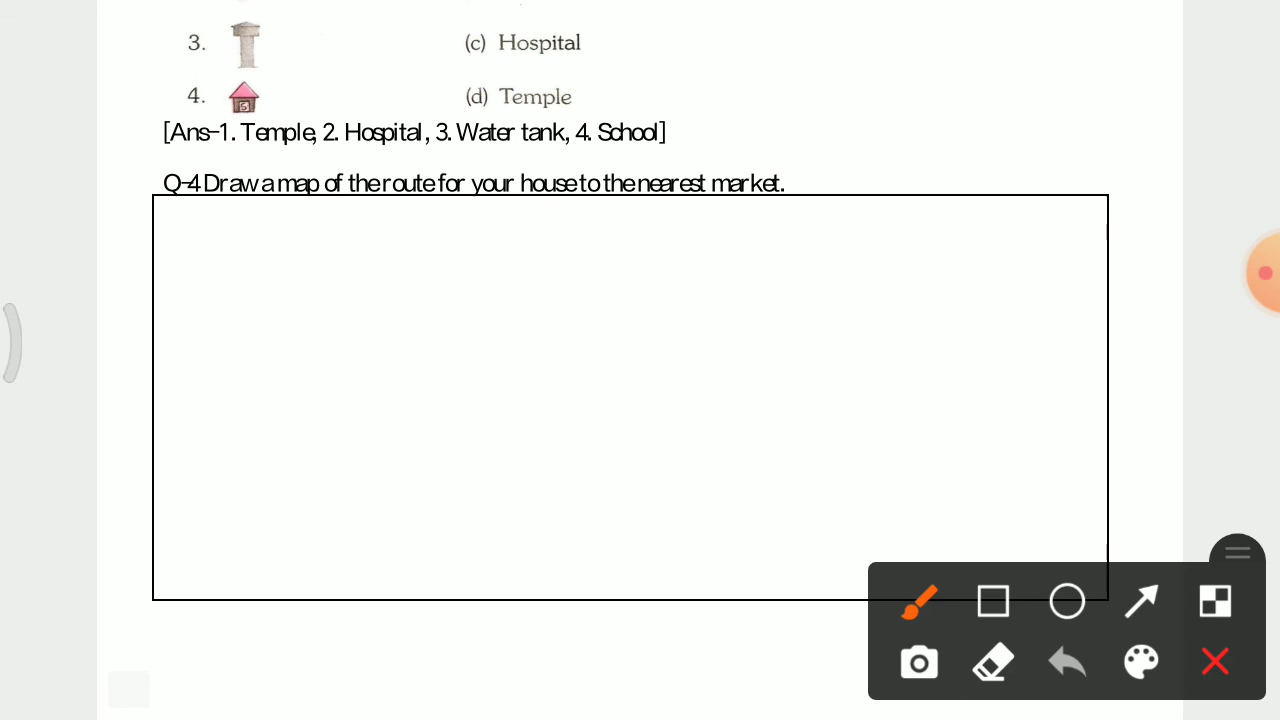 3. (c) Hospital
4. (d) Temple
[Ans-1. Temple, 2. Hospital, 3. Water tank, 4. School]
Q-4 Draw a map of the route for your house to the nearest market.